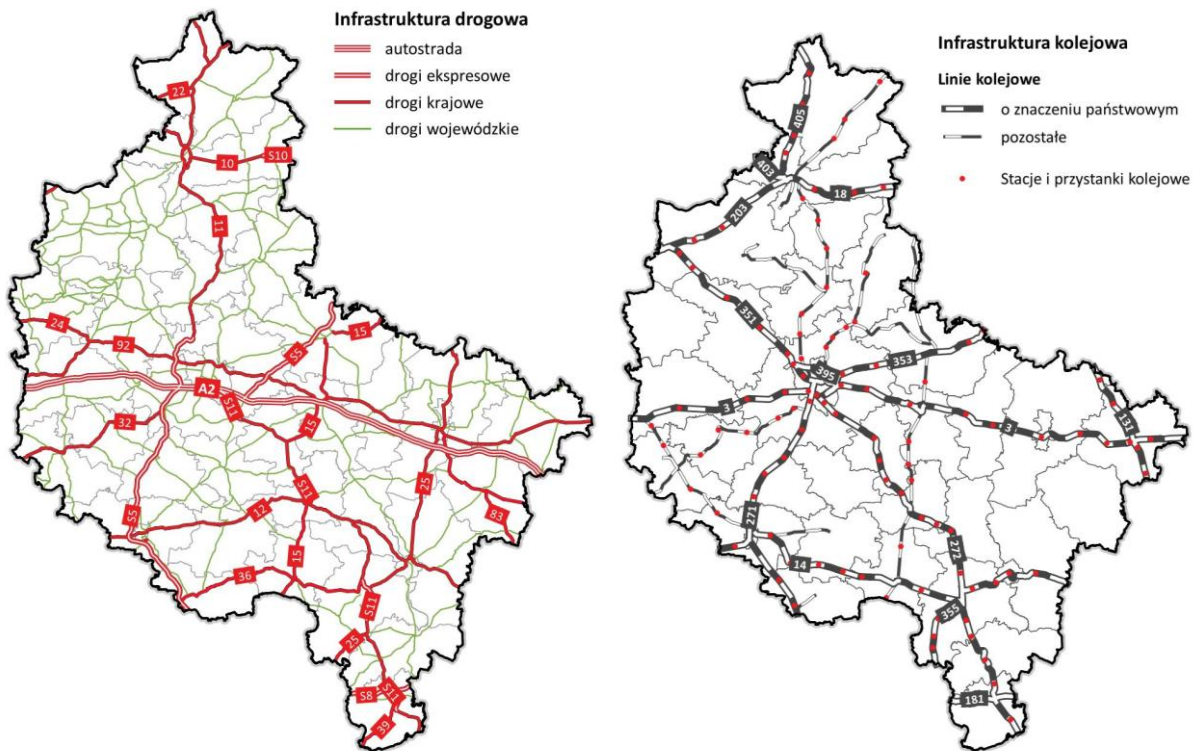 Infrastruktura drogowa
autostrada
drogi ekspresowe
drogi krajowe
drogi wojewódzkie
22
10
S10
11
24
92
S5
15
A2
S11
32
15
S11
25
S5
12
83
15
36
S11
25
S8
S11
39
Infrastruktura kolejowa
Linie kolejowe
o znaczeniu państwowym
pozostałe
Stacje i przystanki kolejowe
405
403
18
203
351
353
395
3
3
131
271
272
14
355
181